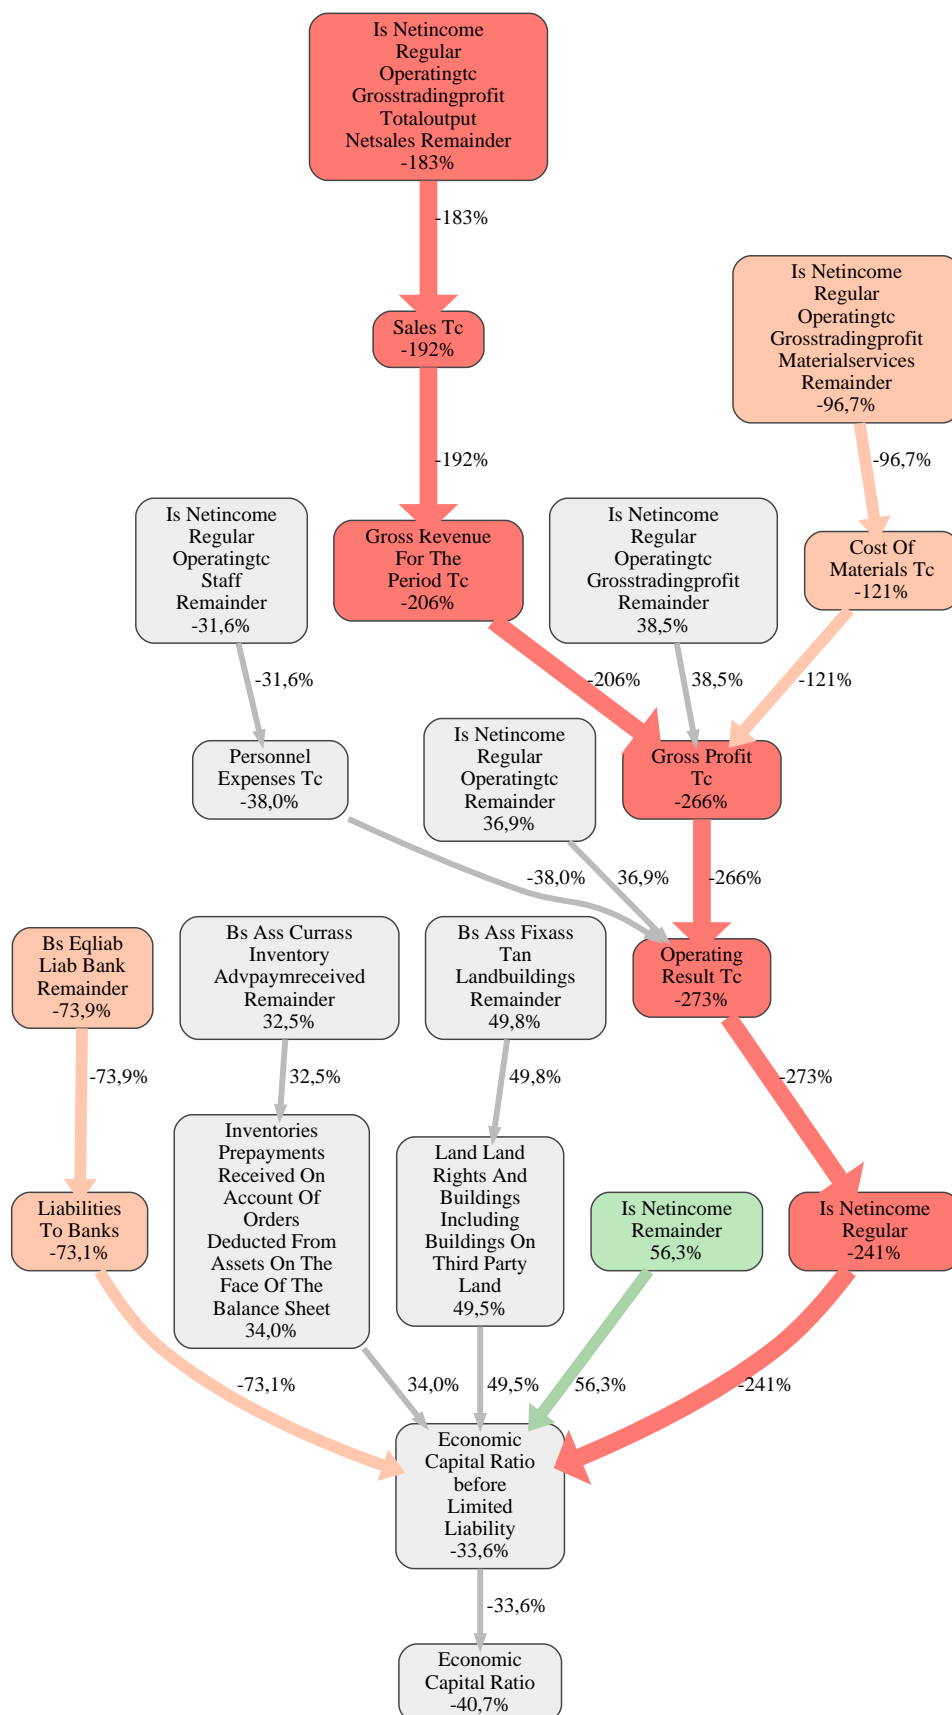 Is Netincome
Regular
Operatingtc
Grosstradingprofit
Totaloutput
Netsales Remainder
-183%
-183%
Is Netincome
Regular
Operatingtc
Grosstradingprofit
Materialservices
Remainder
-96,7%
Sales Tc
-192%
-192%
-96,7%
Is Netincome
Regular
Operatingtc
Staff
Remainder
-31,6%
Gross Revenue
For The
Period Tc
-206%
Is Netincome
Regular
Operatingtc
Grosstradingprofit
Remainder
38,5%
Cost Of
Materials Tc
-121%
-31,6%
-206%
38,5%
-121%
Personnel
Expenses Tc
-38,0%
Is Netincome
Regular
Operatingtc
Remainder
36,9%
Gross Profit
Tc
-266%
-38,0%
36,9%
-266%
Bs Eqliab
Liab Bank
Remainder
-73,9%
Bs Ass Currass
Inventory
Advpaymreceived
Remainder
32,5%
Bs Ass Fixass
Tan
Landbuildings
Remainder
49,8%
Operating
Result Tc
-273%
-73,9%
32,5%
49,8%
-273%
Liabilities
To Banks
-73,1%
Inventories
Prepayments
Received On
Account Of
Orders
Deducted From
Assets On The
Face Of The
Balance Sheet
34,0%
Land Land
Rights And
Buildings
Including
Buildings On
Third Party
Land
49,5%
Is Netincome
Remainder
56,3%
Is Netincome
Regular
-241%
-73,1%
34,0%
49,5%
56,3%
-241%
Economic
Capital Ratio
before
Limited
Liability
-33,6%
-33,6%
Economic
Capital Ratio
-40,7%